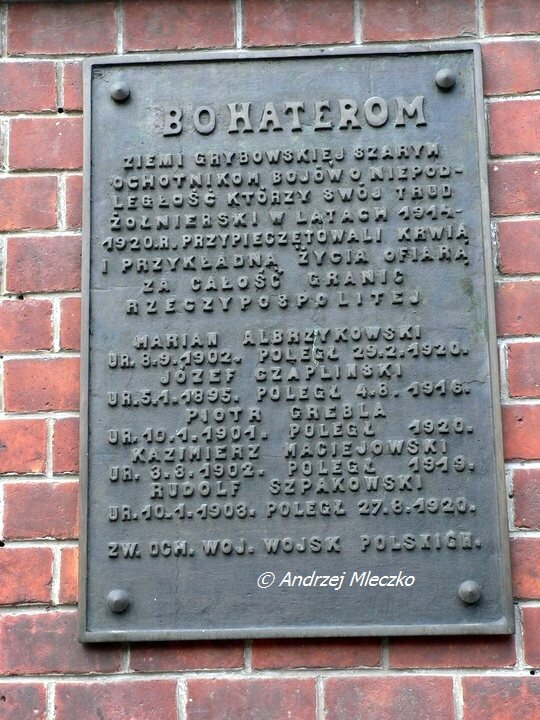 BOHATEROM
ZIEMI GRYBOWSKIEJ SZARYM
OCHOTNIKOM BOJÓW O NIEPOD-
LEGŁOŚĆ KTÓRZY SWÓJ TRUD
ŻOŁNIERSKI W LATACH 1914-
1920.R. PRZYPIECZĘTOWALI KRWIĄ
I PRZYKŁADNĄ ŻYCIA OFIARĄ
ZA CAŁOŚĆ GRANIC
RZECZYPOSPOLITEJ
MARIAN ALBRZYKOWSKI
UR. 8.9.1902. POLEGŁ 29.2.1920.
JÓZEF CZAPLIŃSKI
UR. 5.1.1895. POLEGŁ 4.8.1916.
PIOTR GREBLA
UR. 10.1.1901. POLEGŁ 1920.
KAZIMIERZ MACIEJOWSKI
UR. 3.3.1902. POLEGŁ 1919.
RUDOLF SZPAKOWSKI
UR. 10.1.1903. POLEGŁ 27.8.1920.
ZW. OCH. WOJ. WOJSK POLSKICH.
© Andrzej Mleczko